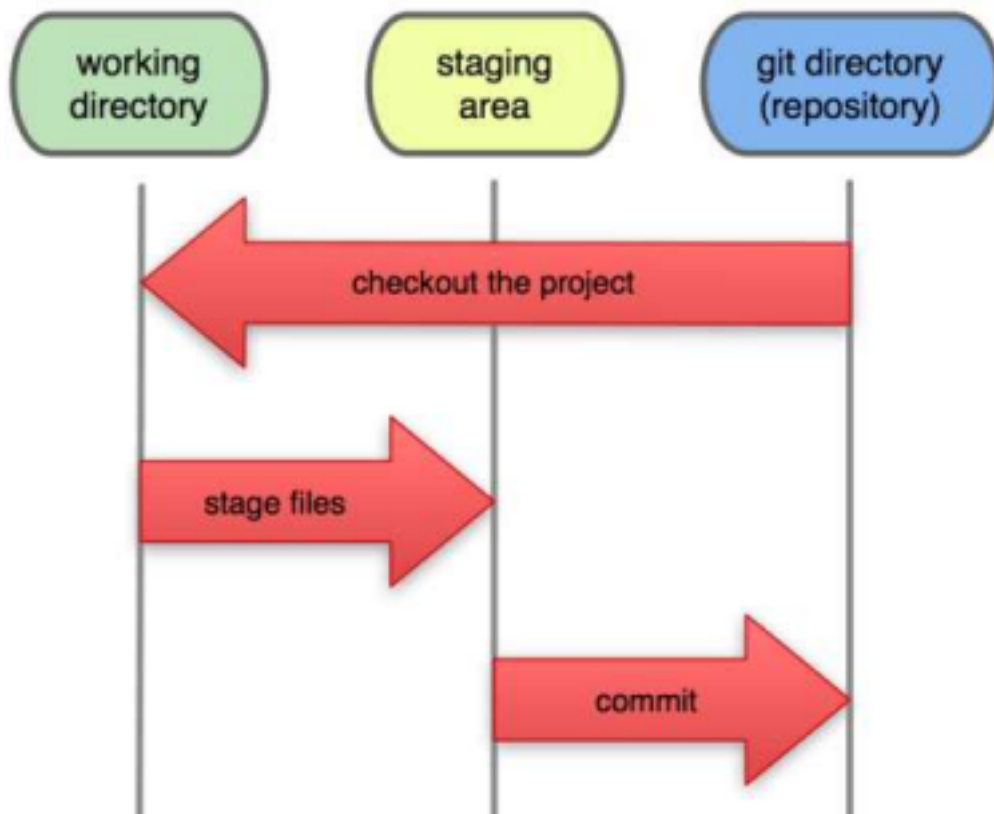 working
directory
staging
area
git directory
(repository)
checkout the project
stage files
commit